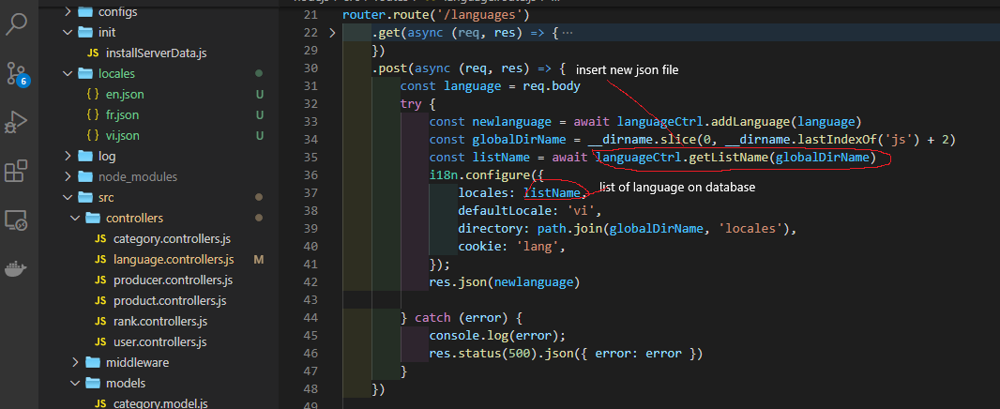 configs
init
JS installServerData.js
locales
{ } en.json U
{ } fr.json U
{ } vi.json U
log
node_modules
src
controllers
JS category.controllers.js
JS language.controllers.js M
JS producer.controllers.js
JS product.controllers.js
JS rank.controllers.js
JS user.controllers.js
middleware
models
JS category.model.js
6
21 router.route('/languages')
22 > .get(async (req, res) => {···
29 })
30 .post(async (req, res) => { insert new json file
31 const language = req.body
32 try {
33 const newlanguage = await languageCtrl.addLanguage(language)
34 const globalDirName = __dirname.slice(0, __dirname.lastIndexOf('js') + 2)
35 const listName = await languageCtrl.getListName(globalDirName)
36 i18n.configure({
37 locales: listName, list of language on database
38 defaultLocale: 'vi',
39 directory: path.join(globalDirName, 'locales'),
40 cookie: 'lang',
41 });
42 res.json(newlanguage)
43
44 } catch (error) {
45 console.log(error);
46 res.status(500).json({ error: error })
47 }
48 })
49